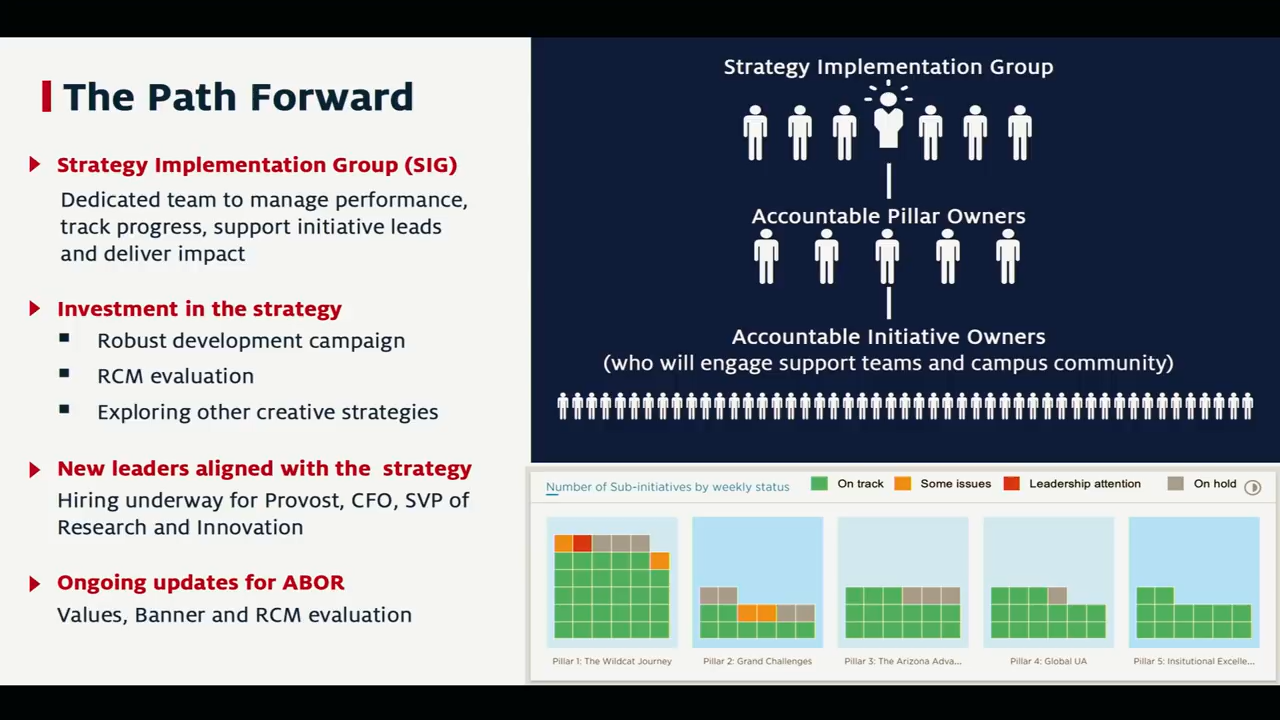 The Path Forward
Strategy Implementation Group (SIG)
Dedicated team to manage performance,
track progress, support initiative leads
and deliver impact
Investment in the strategy
Robust development campaign
RCM evaluation
Exploring other creative strategies
New leaders aligned with the strategy
Hiring underway for Provost, CFO, SVP of
Research and Innovation
Ongoing updates for ABOR
Values, Banner and RCM evaluation
Strategy Implementation Group
Accountable Pillar Owners
Accountable Initiative Owners
(who will engage support teams and campus community)
Number of Sub-initiatives by weekly status
On track
Some issues
Leadership attention
On hold
Pillar 1: The Wildcat Journey
Pillar 2: Grand Challenges
Pillar 3: The Arizona Adva...
Pillar 4: Global UA
Pillar 5: Insitutional Excelle...